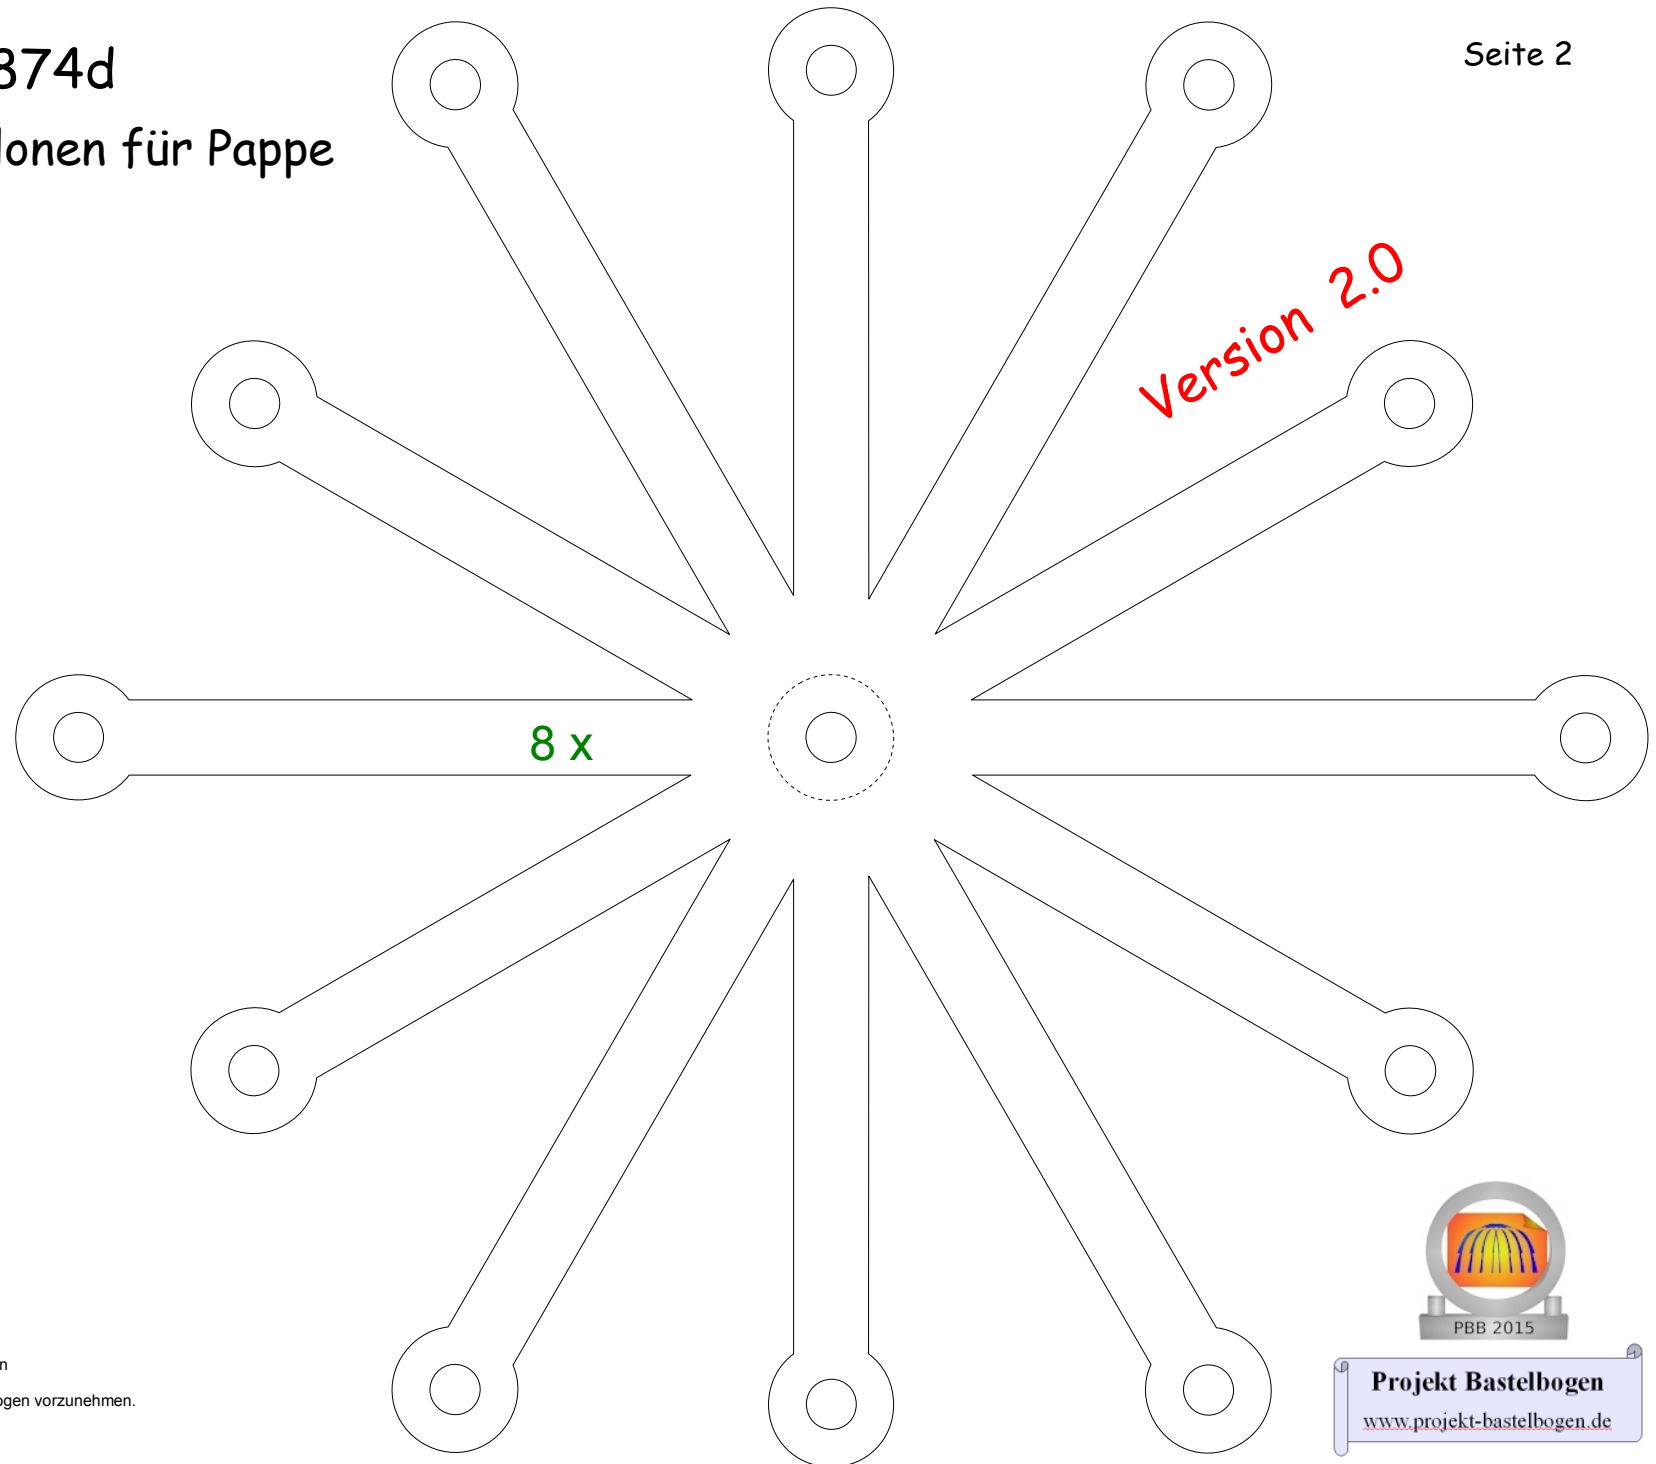 874d
Seite 2
lonen für Pappe
Version 2.0
8 x
n
ogen vorzunehmen.
PBB 2015
Projekt Bastelbogen
www.projekt-bastelbogen.de